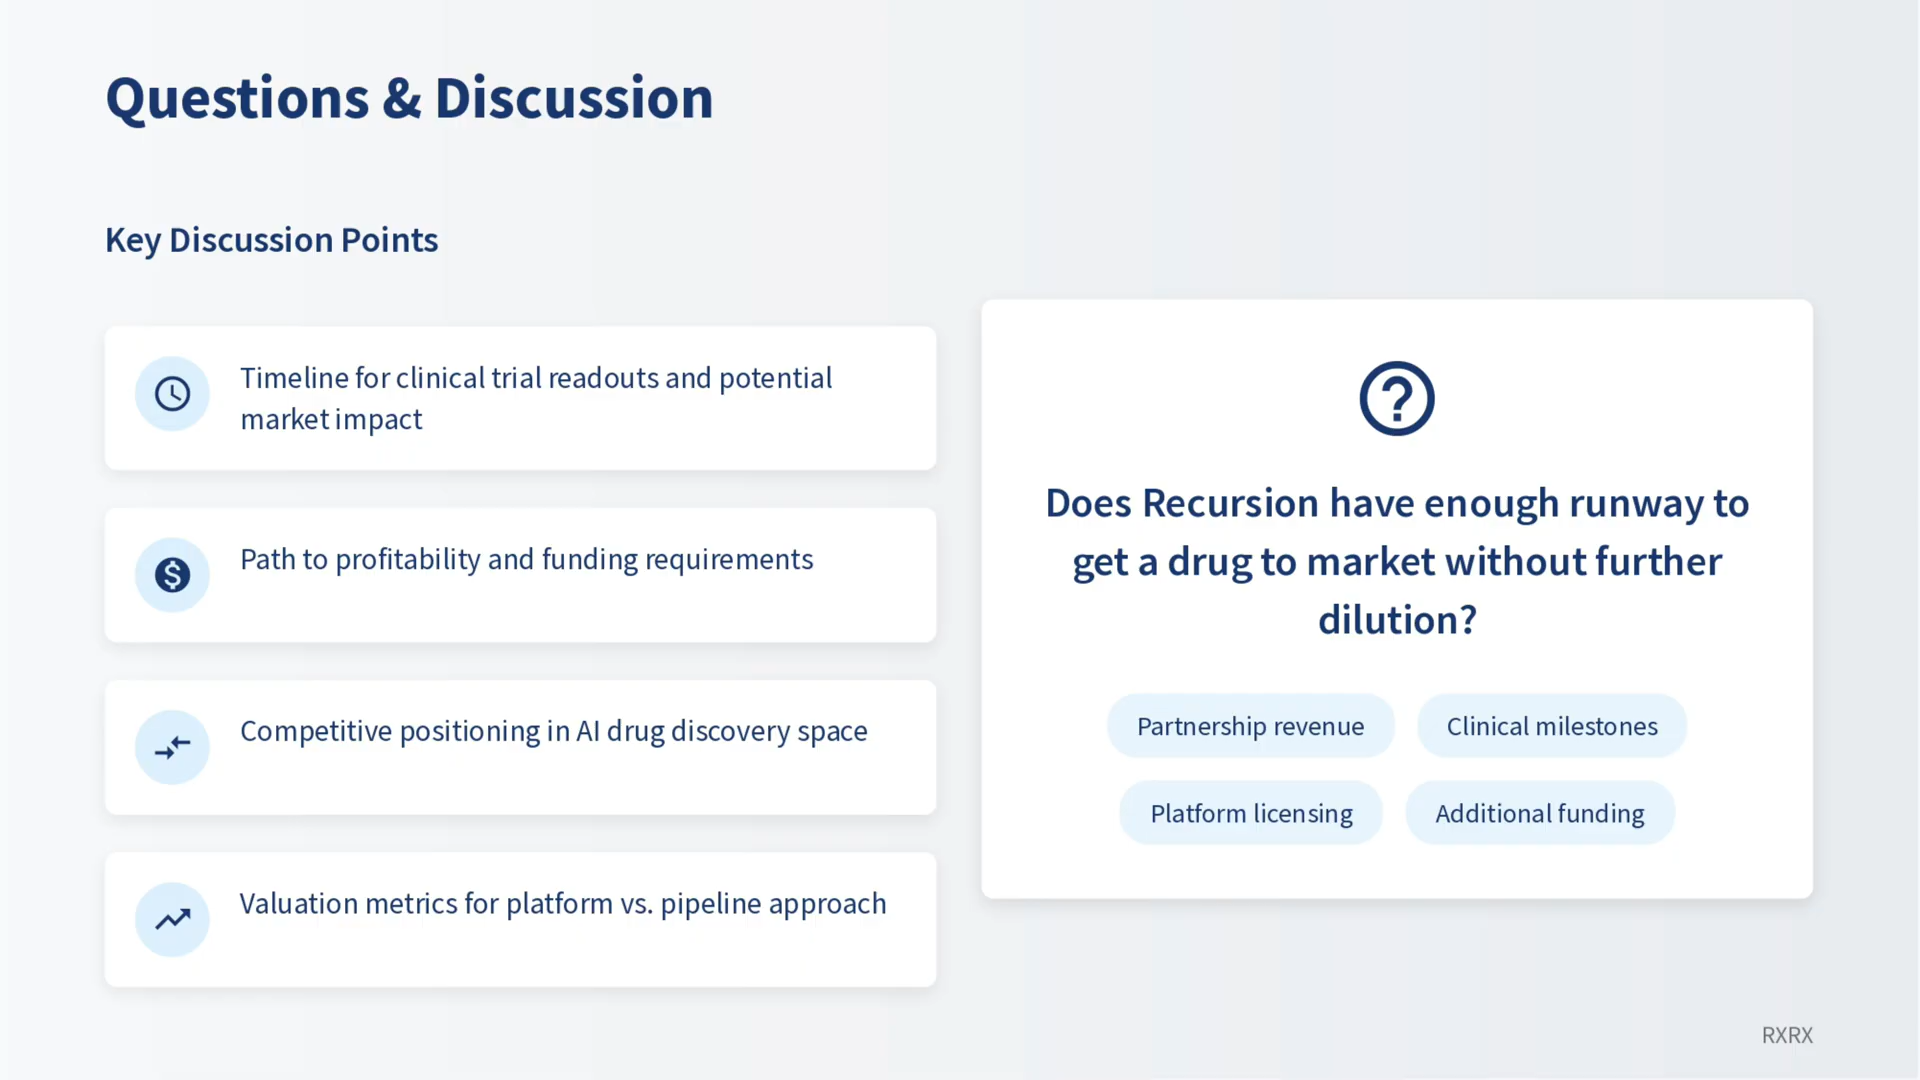 Questions & Discussion
Key Discussion Points
Timeline for clinical trial readouts and potential
market impact
Path to profitability and funding requirements
Competitive positioning in AI drug discovery space
Valuation metrics for platform vs. pipeline approach
Does Recursion have enough runway to
get a drug to market without further
dilution?
Partnership revenue
Clinical milestones
Platform licensing
Additional funding
RXRX